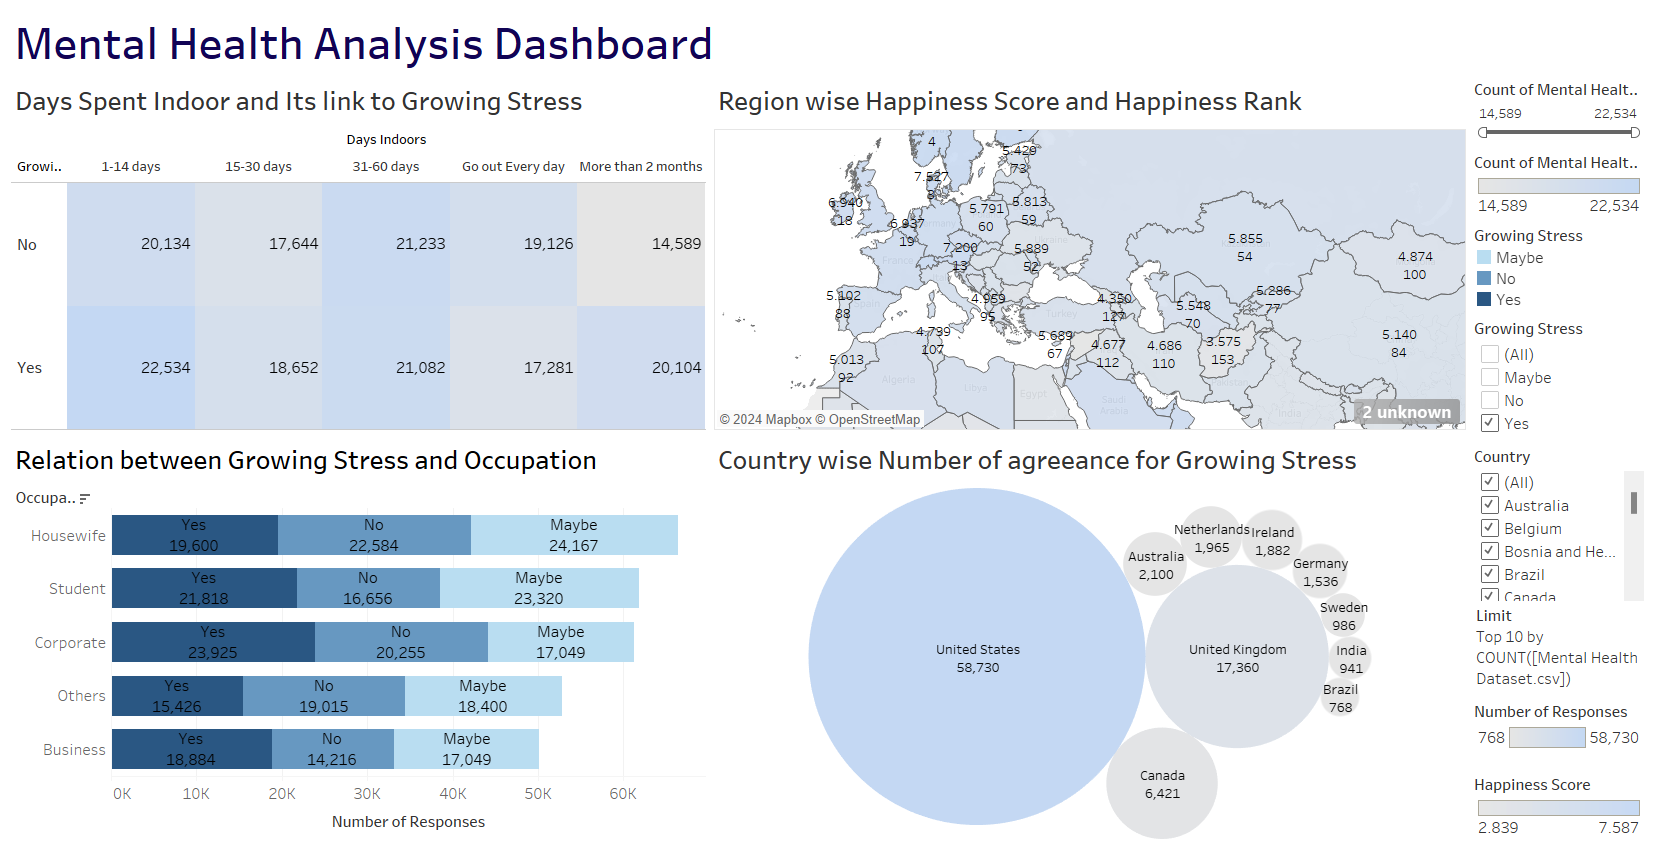 Mental Health Analysis Dashboard
Days Spent Indoor and Its link to Growing Stress
Days Indoors
Growi.. 1-14 days 15-30 days 31-60 days Go out Every day More than 2 months
No 20,134 17,644 21,233 19,126 14,589
Yes 22,534 18,652 21,082 17,281 20,104
Region wise Happiness Score and Happiness Rank
4
5.429
73
7.527
8
6.940
18
5.791
60
5.813
59
6.937
19
7.200
13
5.889
52
France
5.855
54
4.874
100
5.102
88
4.959
95
4.350
127
5.286
77
5.548
70
Turkey
4.739
107
5.689
67
4.677
112
4.686
110
3.575
153
5.140
84
5.013
92
Algeria
Libya
Egypt
Saudi
Arabia
Pakistan
India
2 unknown
© 2024 Mapbox © OpenStreetMap
Relation between Growing Stress and Occupation
Occupa..
Housewife Yes 19,600 No 22,584 Maybe 24,167
Student Yes 21,818 No 16,656 Maybe 23,320
Corporate Yes 23,925 No 20,255 Maybe 17,049
Others Yes 15,426 No 19,015 Maybe 18,400
Business Yes 18,884 No 14,216 Maybe 17,049
0K 10K 20K 30K 40K 50K 60K
Number of Responses
Country wise Number of agreeance for Growing Stress
United States
58,730
Australia
2,100
Netherlands
1,965
Ireland
1,882
Germany
1,536
Sweden
986
United Kingdom
17,360
India
941
Brazil
768
Canada
6,421
Count of Mental Healt..
14,589 22,534
Count of Mental Healt..
14,589 22,534
Growing Stress
Maybe
No
Yes
Growing Stress
(All)
Maybe
No
Yes
Country
(All)
Australia
Belgium
Bosnia and He...
Brazil
Canada
Limit
Top 10 by
COUNT([Mental Health
Dataset.csv])
Number of Responses
768 58,730
Happiness Score
2.839 7.587